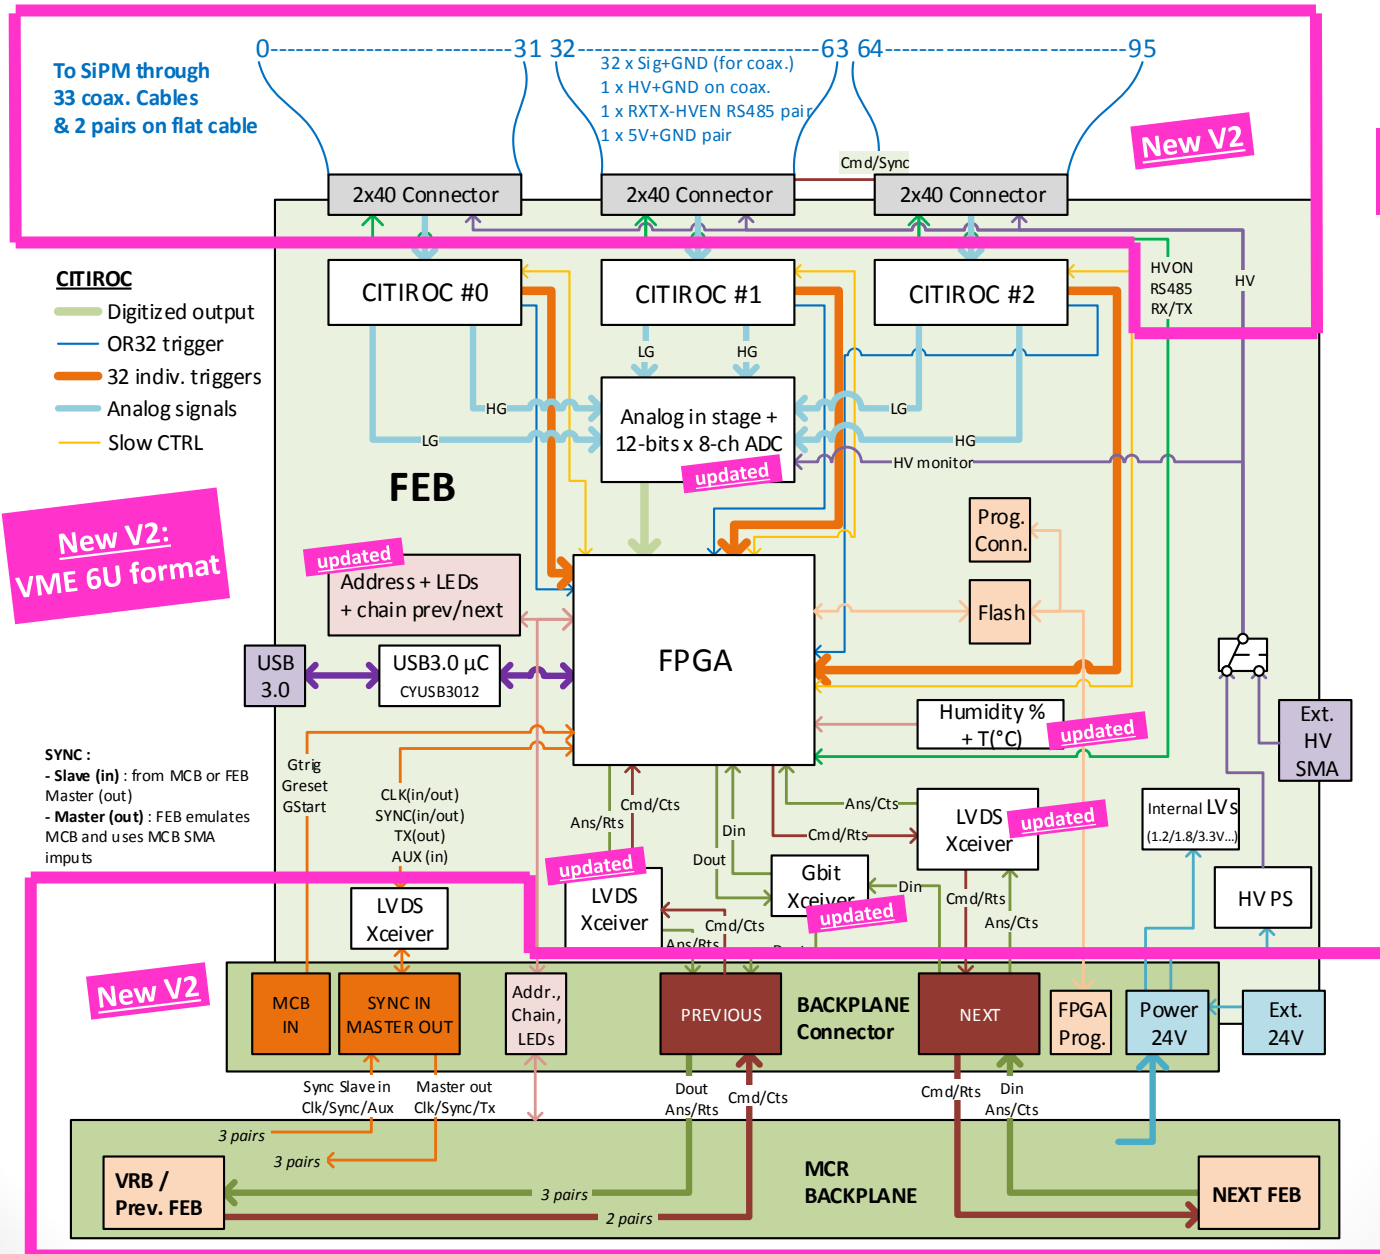 0 31 32 63 64 95
To SiPM through
33 coax. Cables
& 2 pairs on flat cable
32 x Sig+GND (for coax.)
1 x HV+GND on coax.
1 x RXTX-HVEN RS485 pair
1 x 5V+GND pair
New V2
Cmd/Sync
2x40 Connector
2x40 Connector
2x40 Connector
CITIROC
Digitized output
OR32 trigger
32 indiv. triggers
Analog signals
Slow CTRL
CITIROC #0
CITIROC #1
CITIROC #2
HVON
RS485
RX/TX
HV
LG
HG
HG
LG
LG
HG
Analog in stage +
12-bits x 8-ch ADC
updated
HV monitor
FEB
New V2:
VME 6U format
updated
Address + LEDs
+ chain prev/next
Prog.
Conn.
Flash
FPGA
USB
3.0
USB3.0 µC
CYUSB3012
Humidity %
+ T(°C)
updated
Ext.
HV
SMA
SYNC :
- Slave (in) : from MCB or FEB
Master (out)
- Master (out) : FEB emulates
MCB and uses MCB SMA
imputs
Gtrig
Greset
GStart
CLK(in/out)
SYNC(in/out)
TX(out)
AUX (in)
Ans/Rts
Cmd/Cts
Din
Dout
Ans/Cts
Cmd/Rts
LVDS
Xceiver
updated
Internal LVs
(1.2/1.8/3.3V...)
updated
LVDS
Xceiver
Gbit
Xceiver
updated
Din
Cmd/Rts
Ans/Cts
HV PS
LVDS
Xceiver
Cmd/Cts
Ans/Rts
Dout
New V2
MCB
IN
SYNC IN
MASTER OUT
Addr.,
Chain,
LEDs
PREVIOUS
BACKPLANE
Connector
NEXT
FPGA
Prog.
Power
24V
Ext.
24V
Sync Slave in
Clk/Sync/Aux
Master out
Clk/Sync/Tx
Dout
Ans/Rts
Cmd/Cts
Cmd/Rts
Din
Ans/Cts
3 pairs
3 pairs
VRB /
Prev. FEB
3 pairs
2 pairs
MCR
BACKPLANE
NEXT FEB